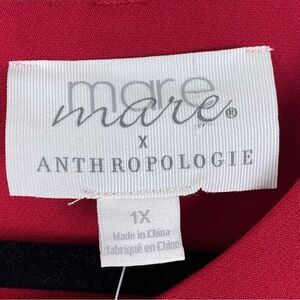 mare
mare®
X
ANTHROPOLOGIE
1X
Made in China
Fabriqué en Chine